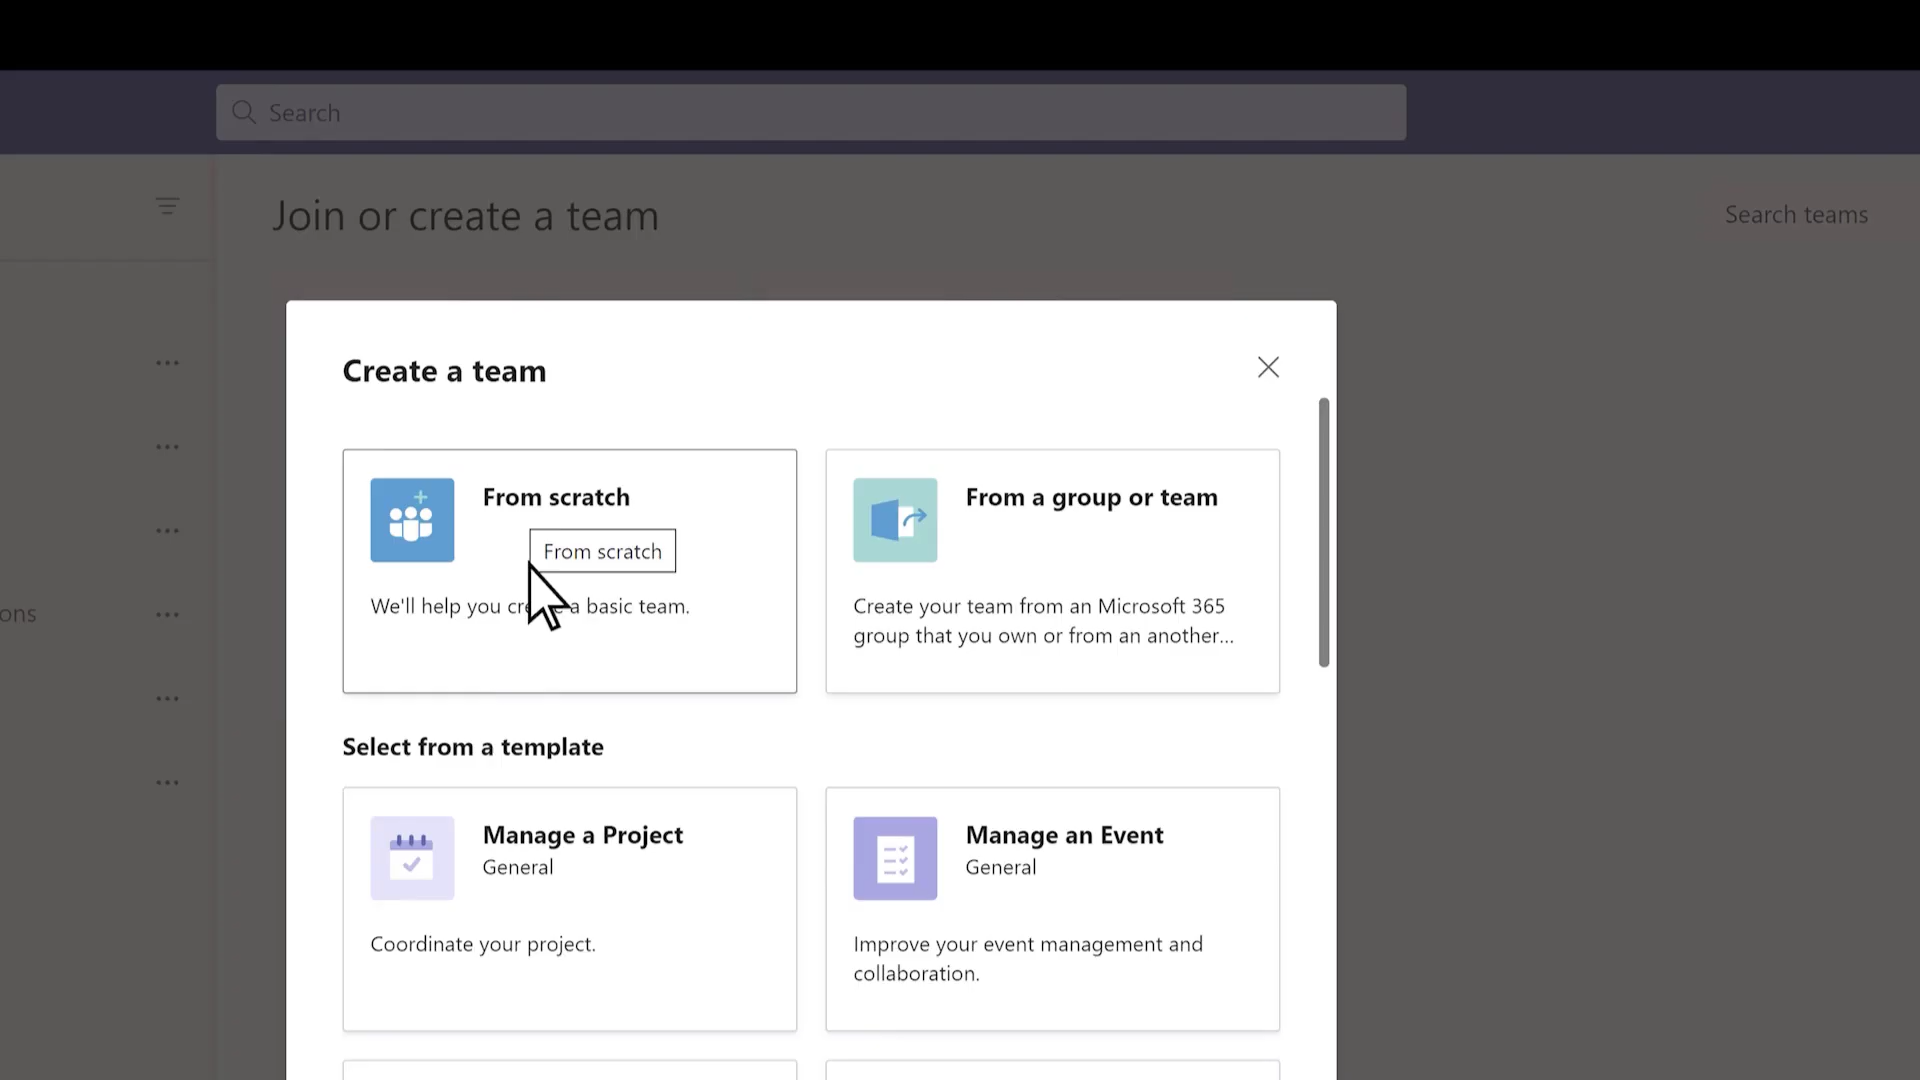 Search
Join or create a team
Search teams
Create a team
From scratch
From scratch
We'll help you cre a basic team.
From a group or team
Create your team from an Microsoft 365
group that you own or from an another...
ons
Select from a template
Manage a Project
General
Coordinate your project.
Manage an Event
General
Improve your event management and
collaboration.